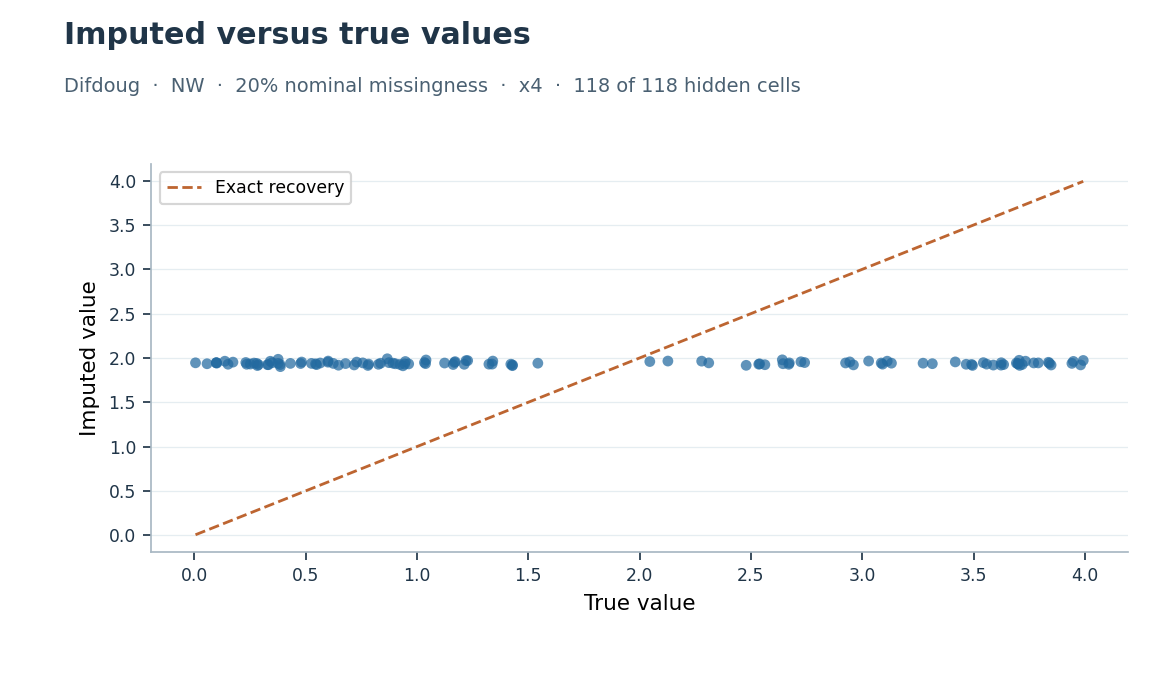 Imputed versus true values
Difdoug · NW · 20% nominal missingness · x4 · 118 of 118 hidden cells
Exact recovery
Imputed value
4.0
3.5
3.0
2.5
2.0
1.5
1.0
0.5
0.0
0.0 0.5 1.0 1.5 2.0 2.5 3.0 3.5 4.0
True value